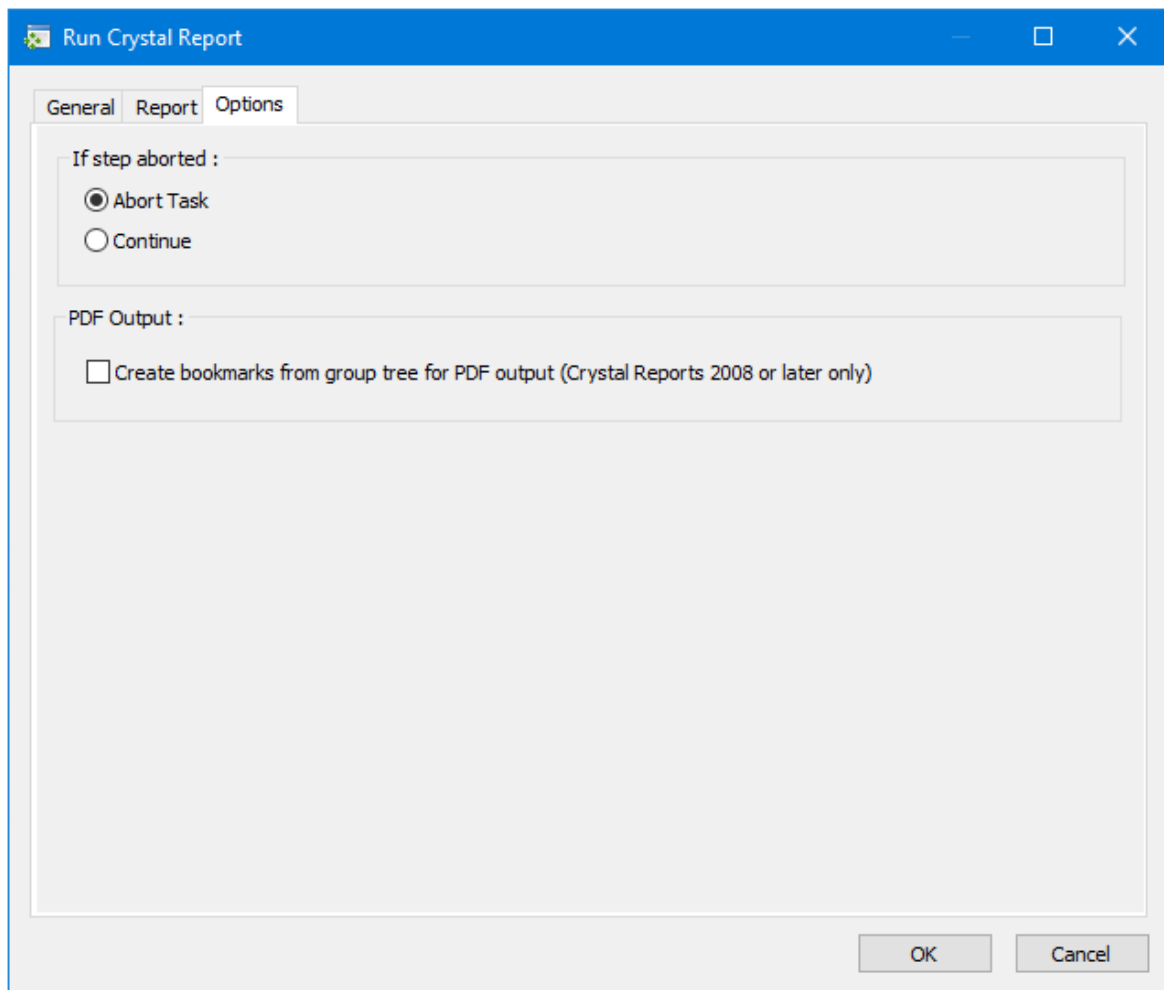 Run Crystal Report
General Report Options
If step aborted :
Abort Task
Continue
PDF Output :
Create bookmarks from group tree for PDF output (Crystal Reports 2008 or later only)
OK Cancel